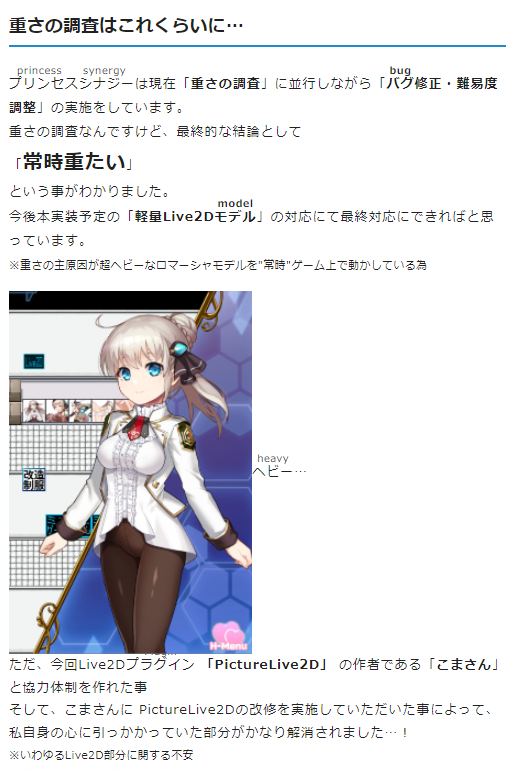 重さの調査はこれくらいに…
princess synergy bug
プリンセスシナジーは現在「重さの調査」に並行しながら「バグ修正・難易度
調整」の実施をしています。
重さの調査なんですけど、最終的な結論として
「常時重たい」
という事がわかりました。
model
今後本実装予定の「軽量Live2Dモデル」の対応にて最終対応にできればと思
っています。
※重さの主原因が超ヘビーなロマーシャモデルを"常時"ゲーム上で動かしている為
改造
制服
H-Menu
heavy
ヘビー…
ただ、今回Live2Dプラグイン 「PictureLive2D」 の作者である「こまさん」
と協力体制を作れた事
そして、こまさんに PictureLive2Dの改修を実施していただいた事によって、
私自身の心に引っかかっていた部分がかなり解消されました…！
※いわゆるLive2D部分に関する不安